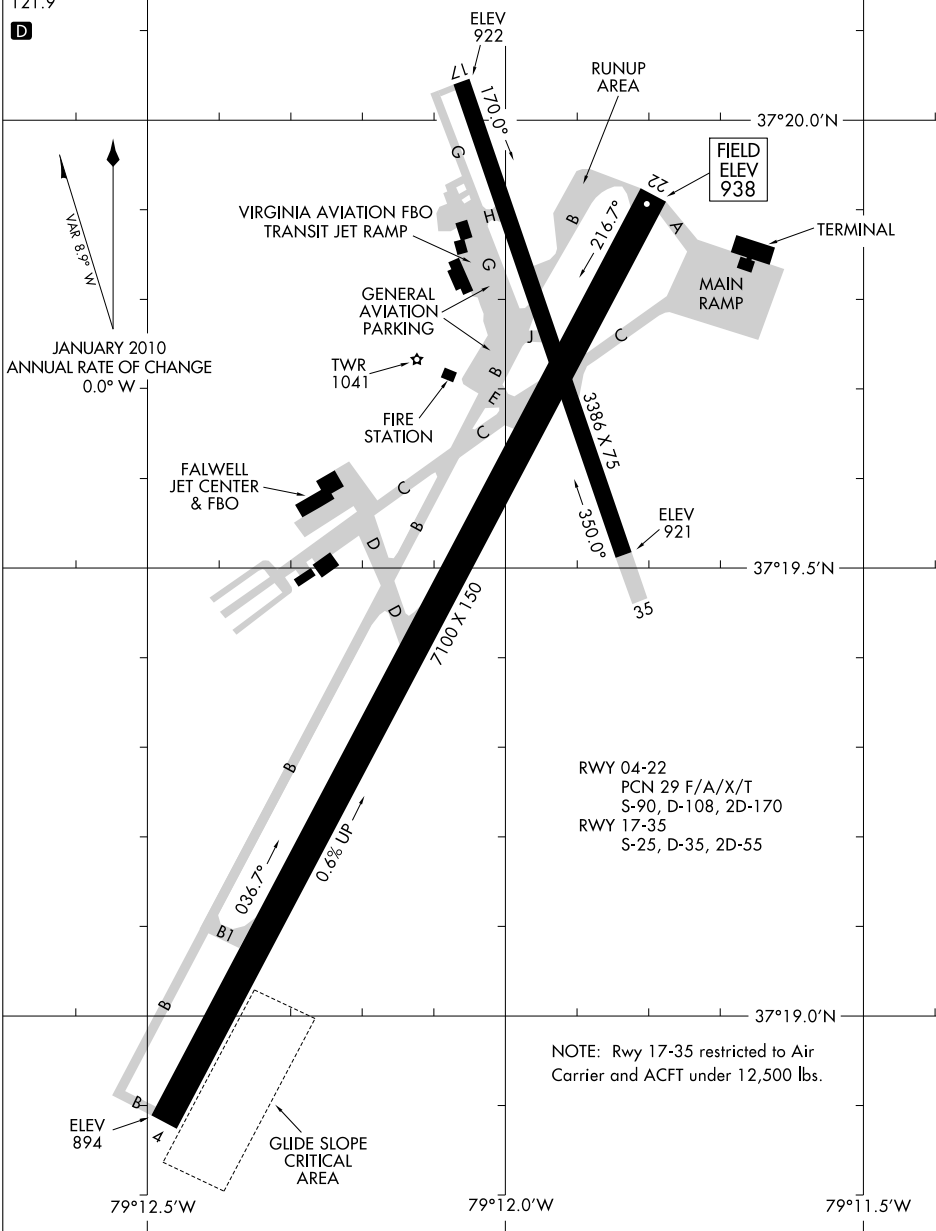 121.9
D
ELEV
922
17
170.0°
RUNUP
AREA
37°20.0'N
FIELD
ELEV
938
22
G
VAR 8.9° W
VIRGINIA AVIATION FBO
TRANSIT JET RAMP
H
B
216.7°
A
TERMINAL
G
MAIN
RAMP
GENERAL
AVIATION
PARKING
J
C
JANUARY 2010
ANNUAL RATE OF CHANGE
0.0° W
TWR
1041
B
E
FIRE
STATION
C
3386 X 75
FALWELL
JET CENTER
& FBO
C
B
D
350.0°
ELEV
921
37°19.5'N
D
35
7100 X 150
B
RWY 04-22
PCN 29 F/A/X/T
S-90, D-108, 2D-170
RWY 17-35
S-25, D-35, 2D-55
0.6% UP
036.7°
B1
B
37°19.0'N
NOTE: Rwy 17-35 restricted to Air
Carrier and ACFT under 12,500 lbs.
B
ELEV
894
4
GLIDE SLOPE
CRITICAL
AREA
79°12.5'W
79°12.0'W
79°11.5'W